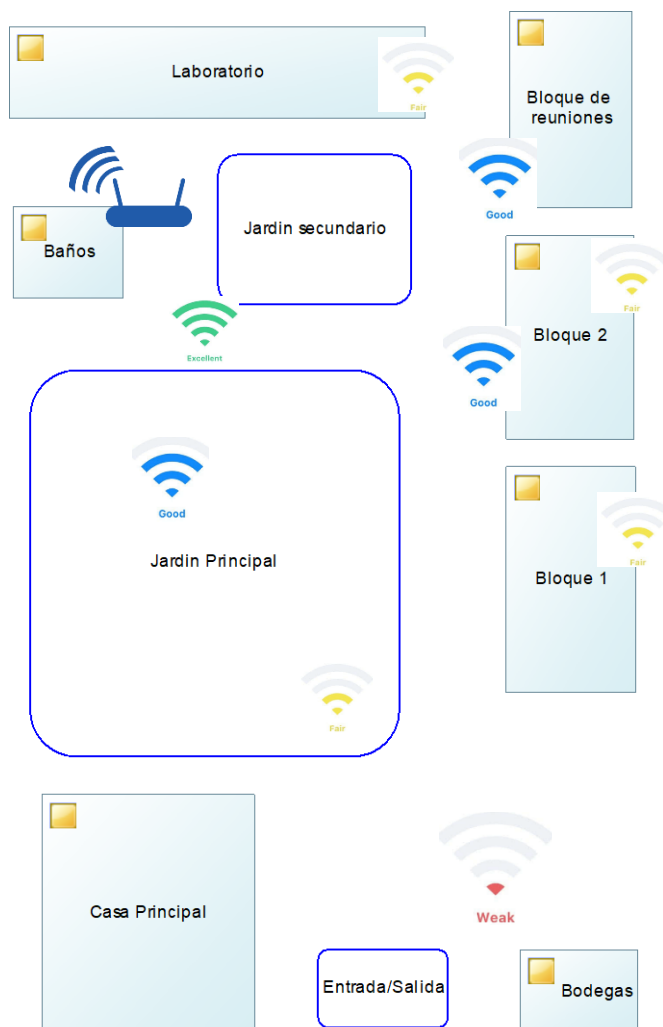 Laboratorio
Fair
Bloque de
reuniones
Good
Jardin secundario
Baños
Fair
Bloque 2
Excellent
Good
Good
Fair
Jardin Principal
Bloque 1
Fair
Casa Principal
Weak
Entrada/Salida
Bodegas